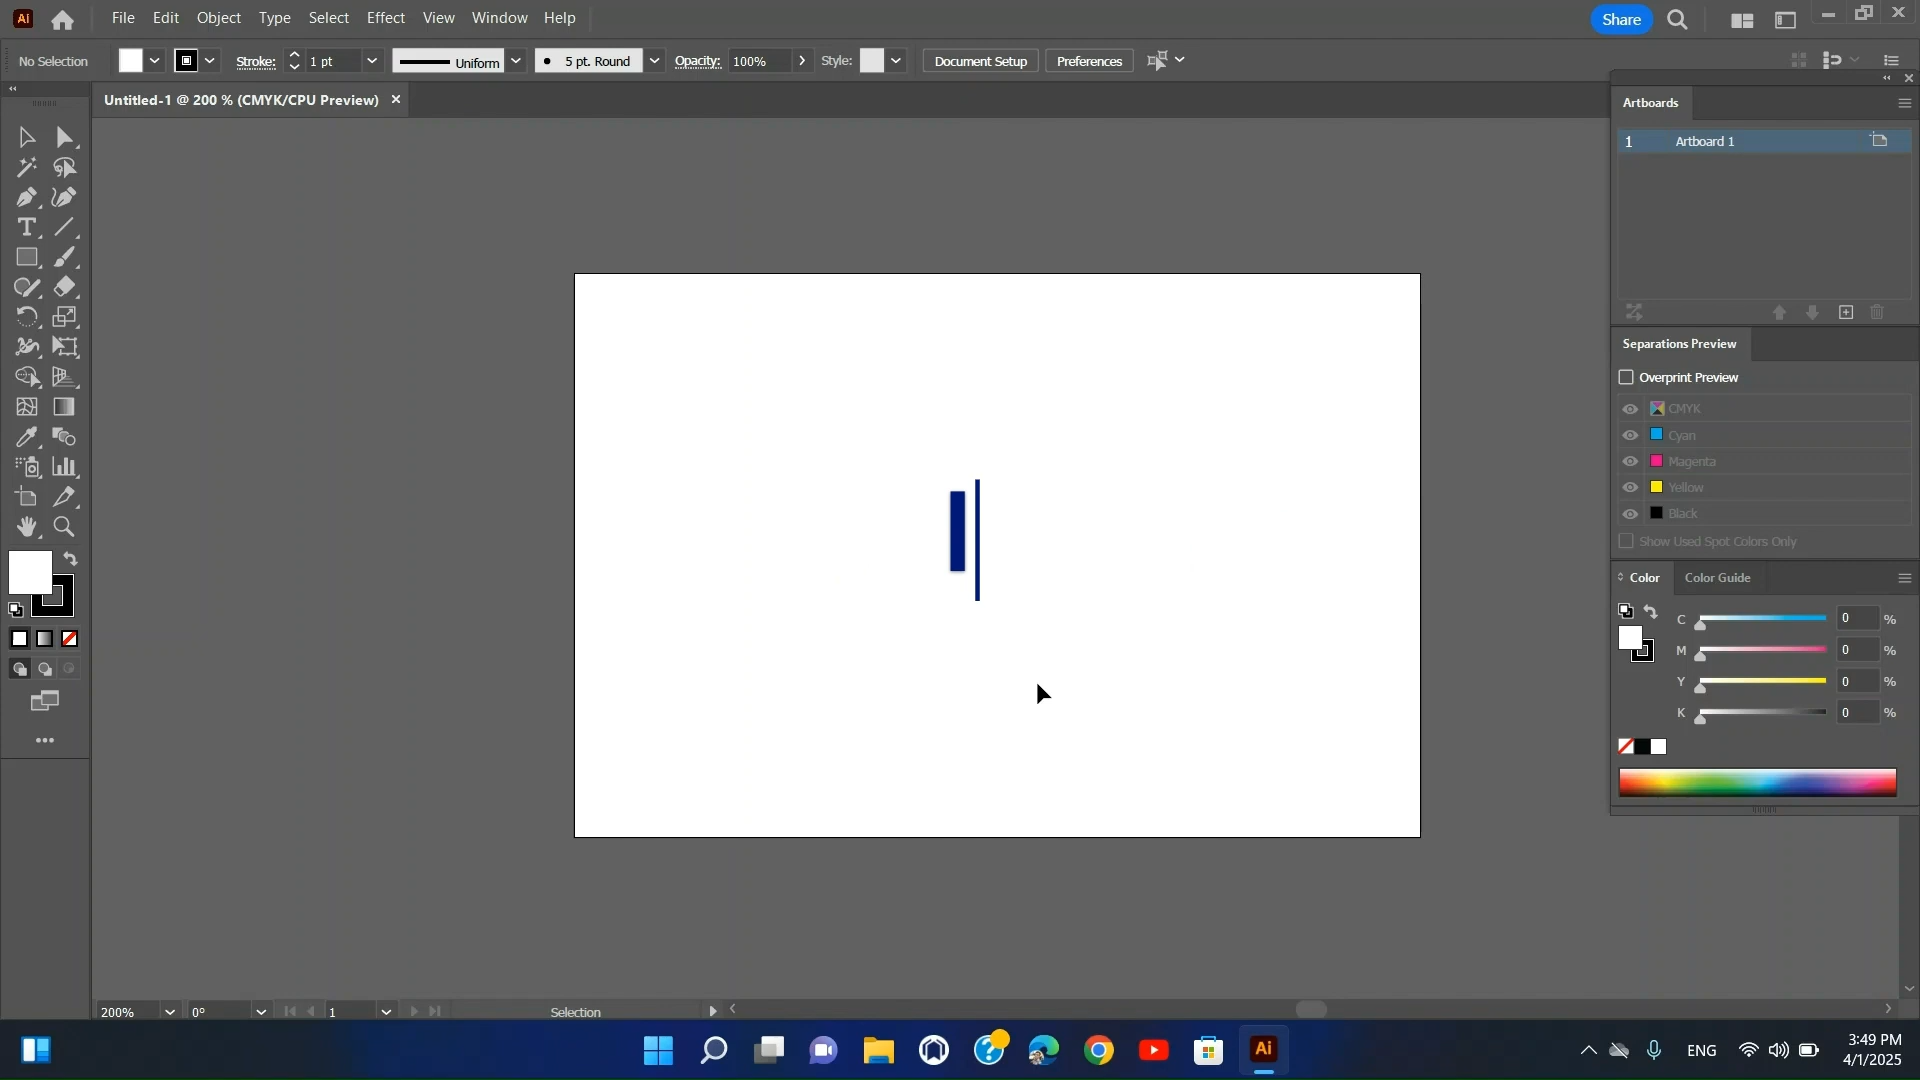 Ai File Edit Object Type Select Effect View Window Help Share
No Selection Stroke: 1 pt Uniform 5 pt. Round Opacity: 100% Style: Document Setup Preferences
Untitled-1 @ 200 % (CMYK/CPU Preview)
Artboards
1 Artboard 1
Separations Preview
Overprint Preview
CMYK
Cyan
Magenta
Yellow
Black
Show Used Spot Colors Only
Color Color Guide
C 0 %
M 0 %
Y 0 %
K 0 %
200% 0° 1 Selection
Ai ENG 3:49 PM
4/1/2025